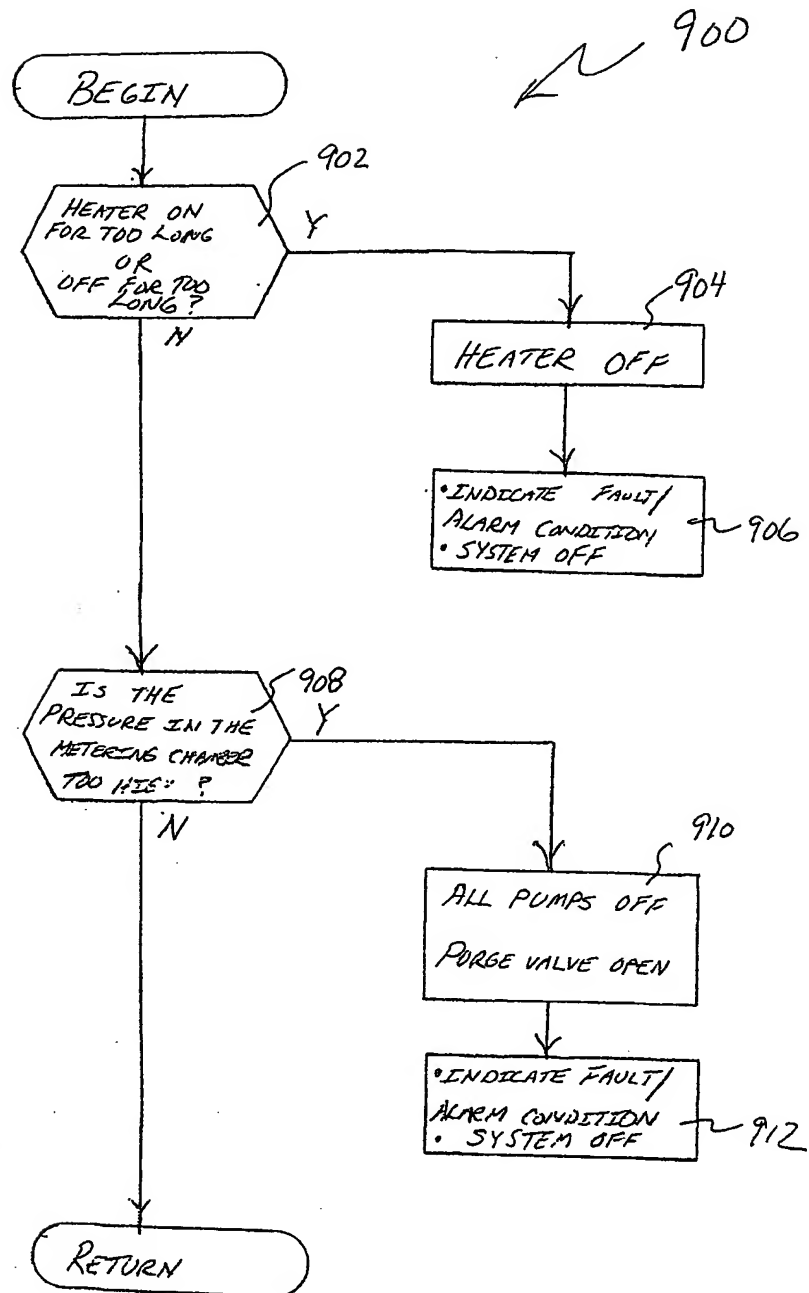 900
BEGIN
902
HEATER ON
FOR TOO LONG
OR
OFF FOR TOO
LONG?
Y
N
904
HEATER OFF
• INDICATE FAULT/
ALARM CONDITION
• SYSTEM OFF
906
908
IS THE
PRESSURE IN THE
METERING CHAMBER
TOO ?
Y
N
910
ALL PUMPS OFF
PURGE VALVE OPEN
• INDICATE FAULT/
ALARM CONDITION
• SYSTEM OFF
912
RETURN